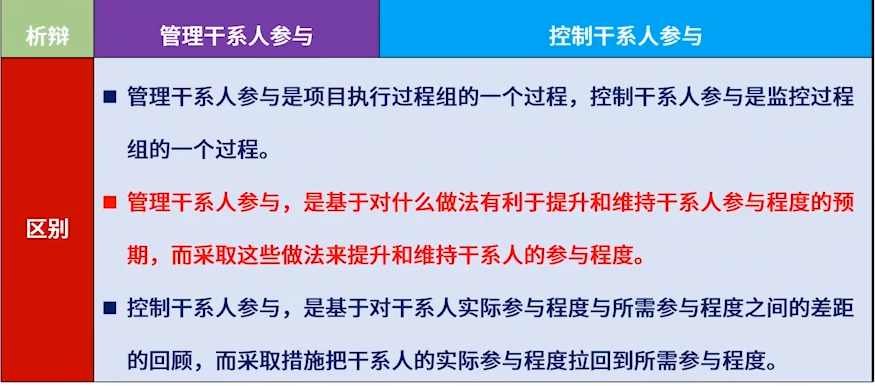 析辩 管理干系人参与 控制干系人参与
■ 管理干系人参与是项目执行过程组的一个过程，控制干系人参与是监控过程
组的一个过程。
■ 管理干系人参与，是基于对什么做法有利于提升和维持干系人参与程度的预
区别
期，而采取这些做法来提升和维持干系人的参与程度。
■ 控制干系人参与，是基于对干系人实际参与程度与所需参与程度之间的差距
的回顾，而采取措施把干系人的实际参与程度拉回到所需参与程度。